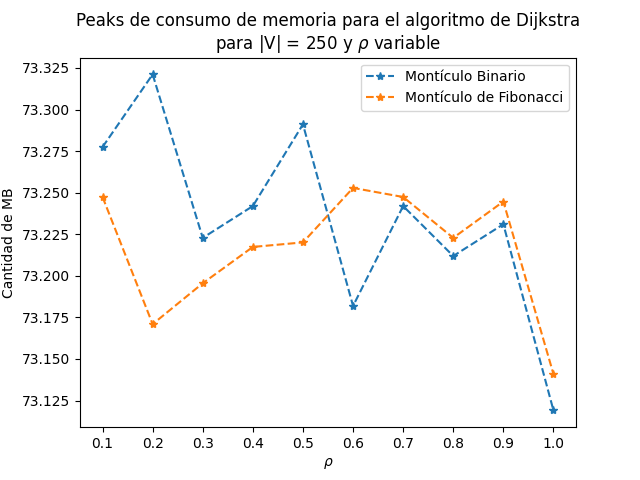 Peaks de consumo de memoria para el algoritmo de Dijkstra
para |V| = 250 y ρ variable
Cantidad de MB
73.325
73.300
73.275
73.250
73.225
73.200
73.175
73.150
73.125
Montículo Binario
Montículo de Fibonacci
0.1 0.2 0.3 0.4 0.5 0.6 0.7 0.8 0.9 1.0
ρ